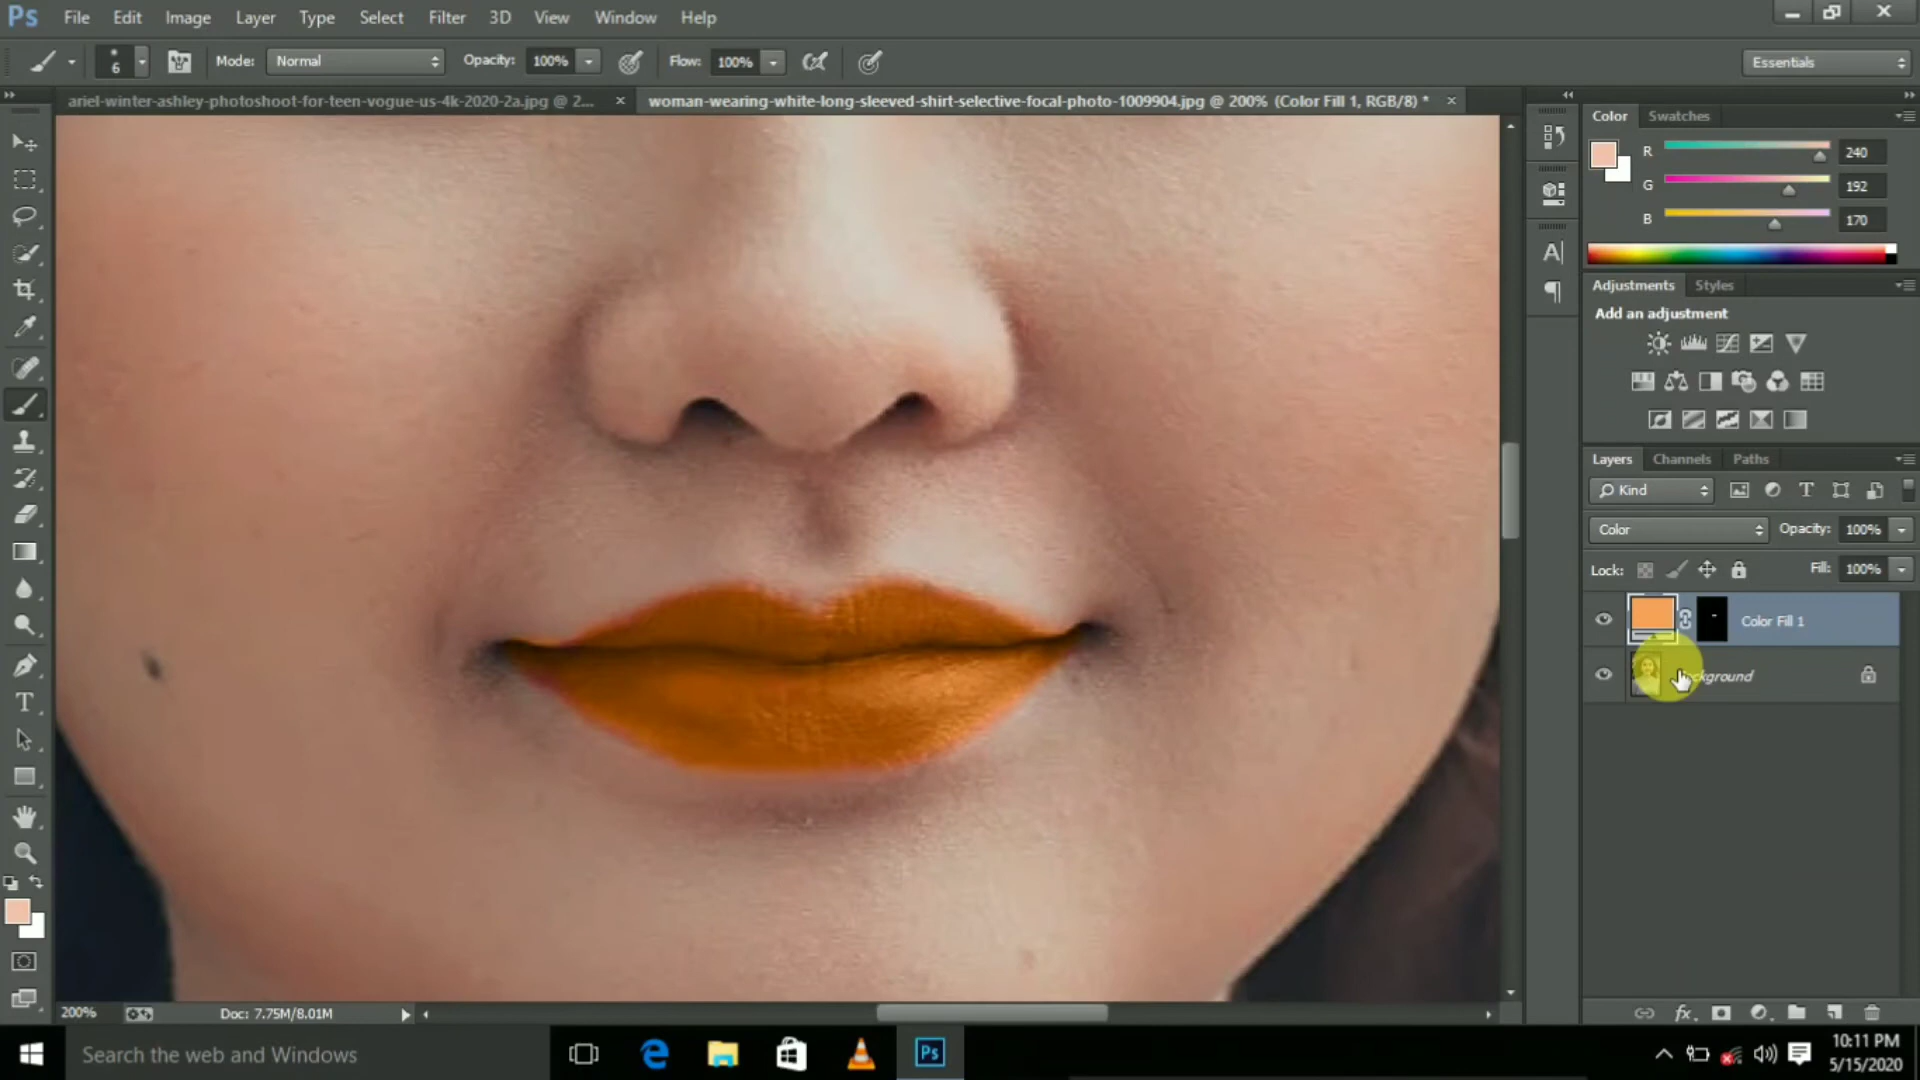 Ps File Edit Image Layer Type Select Filter 3D View Window Help
6 Mode: Normal Opacity: 100% Flow: 100% Essentials
ariel-winter-ashley-photoshoot-for-teen-vogue-us-4k-2020-2a.jpg @ 2... × woman-wearing-white-long-sleeved-shirt-selective-focal-photo-1009904.jpg @ 200% (Color Fill 1, RGB/8) * ×
Color Swatches
R 240
G 192
B 170
Adjustments Styles
Add an adjustment
Layers Channels Paths
Kind
Color Opacity: 100%
Lock: Fill: 100%
Color Fill 1
ckground
200% Doc: 7.75M/8.01M
Search the web and Windows
Ps
10:11 PM
5/15/2020